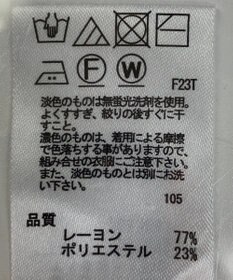 F
W
F23T
淡色のものは無蛍光洗剤を使用。
よくすすぎ、絞りの後すぐに干
すこと。
濃色のものは、着用による摩擦
で色落ちする事がありますので、
組み合せの衣服にご注意下さい。
また、淡色のものとは別にお洗
い下さい。
105
品質
レーヨン 77%
ポリエステル 23%